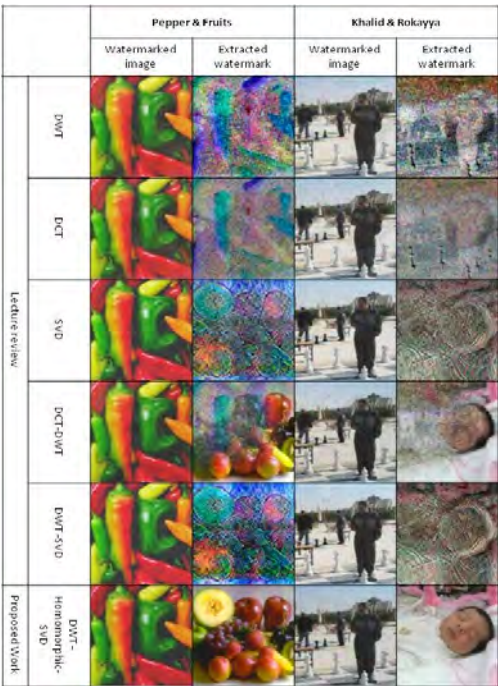 Pepper & Fruits
Khalid & Rokayya
Watermarked image
Extracted watermark
Watermarked image
Extracted watermark
Lecture review
DWT
DCT
SVD
DCT-DWT
DWT-SVD
Proposed Work
DWT -
Homomorphic-
SVD